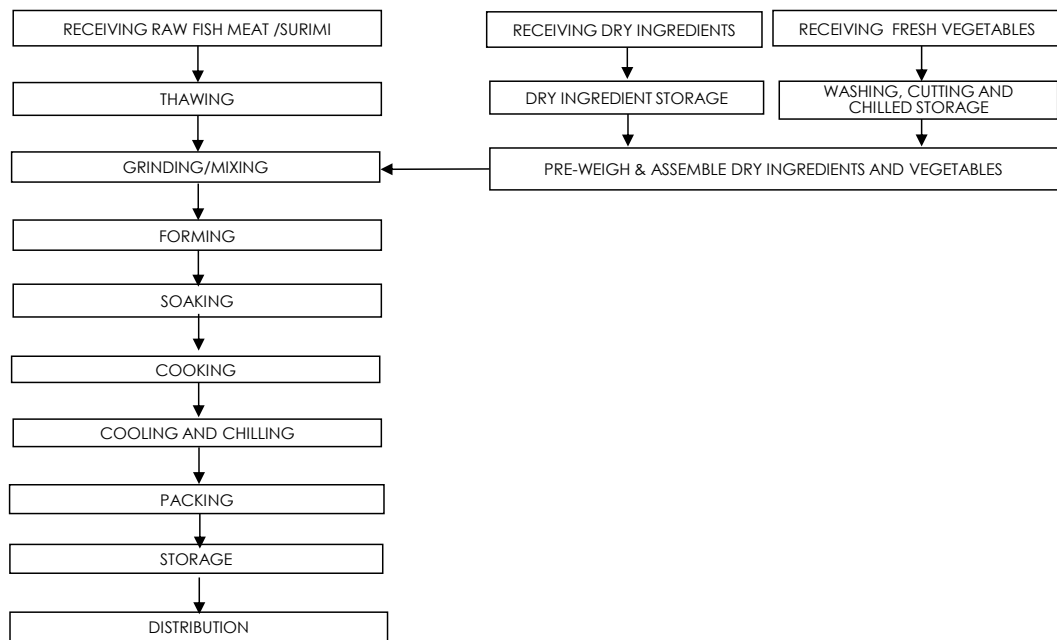 RECEIVING RAW FISH MEAT /SURIMI
THAWING
GRINDING/MIXING
FORMING
SOAKING
COOKING
COOLING AND CHILLING
PACKING
STORAGE
DISTRIBUTION
RECEIVING DRY INGREDIENTS
DRY INGREDIENT STORAGE
RECEIVING FRESH VEGETABLES
WASHING, CUTTING AND
CHILLED STORAGE
PRE-WEIGH & ASSEMBLE DRY INGREDIENTS AND VEGETABLES